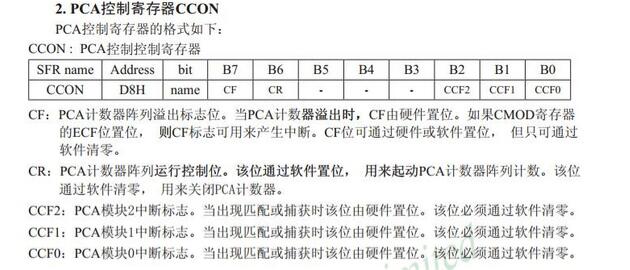 2. PCA控制寄存器CCON
PCA控制寄存器的格式如下：
CCON : PCA控制控制寄存器
SFR name Address bit B7 B6 B5 B4 B3 B2 B1 B0
CCON D8H name CF CR - - - CCF2 CCF1 CCF0
CF：PCA计数器阵列溢出标志位。当PCA计数器溢出时，CF由硬件置位。如果CMOD寄存器
的ECF位置位， 则CF标志可用来产生中断。CF位可通过硬件或软件置位， 但只可通过
软件清零。
CR：PCA计数器阵列运行控制位。该位通过软件置位， 用来起动PCA计数器阵列计数。该位
通过软件清零， 用来关闭PCA计数器。
CCF2：PCA模块2中断标志。当出现匹配或捕获时该位由硬件置位。该位必须通过软件清零。
CCF1：PCA模块1中断标志。当出现匹配或捕获时该位由硬件置位。该位必须通过软件清零。
CCF0：PCA模块0中断标志。当出现匹配或捕获时该位由硬件置位。该位必须通过软件清零。